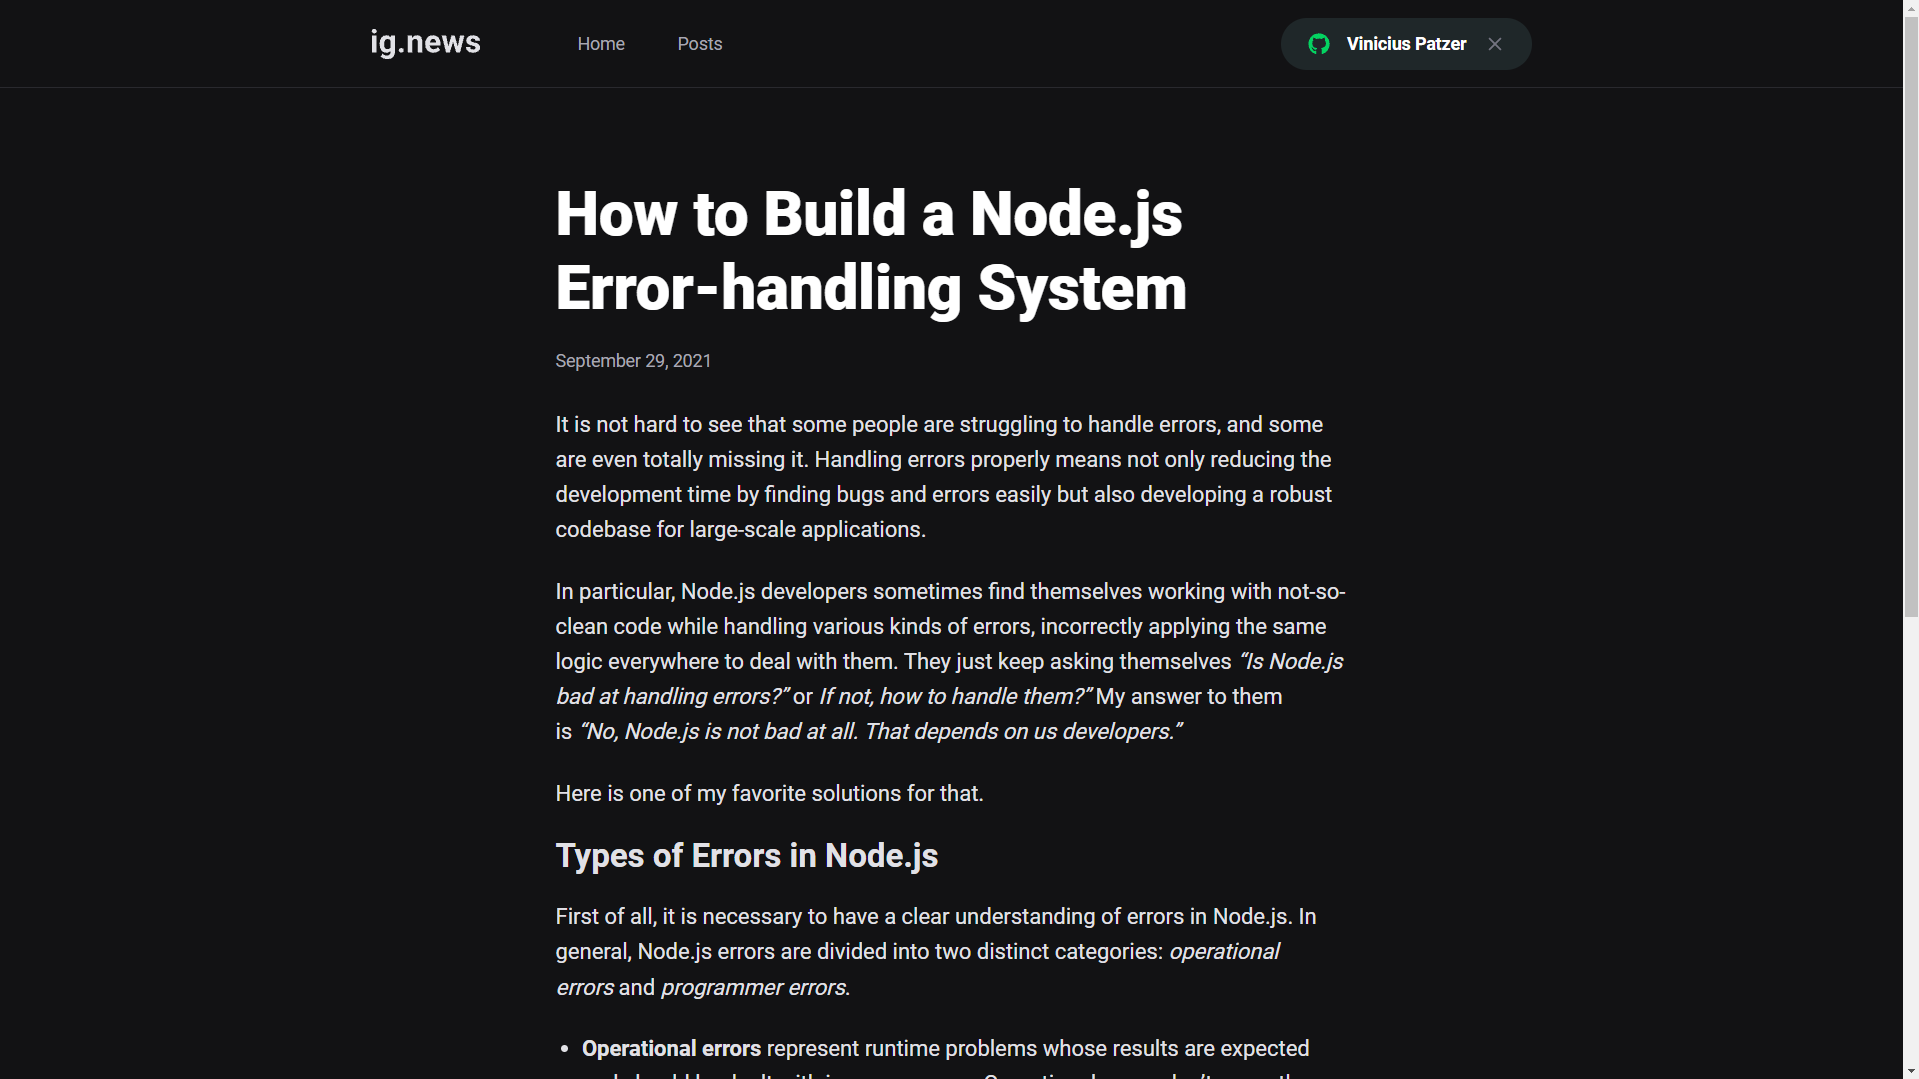 ig.news
Home
Posts
Vinicius Patzer
How to Build a Node.js
Error-handling System
September 29, 2021
It is not hard to see that some people are struggling to handle errors, and some
are even totally missing it. Handling errors properly means not only reducing the
development time by finding bugs and errors easily but also developing a robust
codebase for large-scale applications.
In particular, Node.js developers sometimes find themselves working with not-so-
clean code while handling various kinds of errors, incorrectly applying the same
logic everywhere to deal with them. They just keep asking themselves “Is Node.js
bad at handling errors?” or If not, how to handle them?” My answer to them
is “No, Node.js is not bad at all. That depends on us developers.”
Here is one of my favorite solutions for that.
Types of Errors in Node.js
First of all, it is necessary to have a clear understanding of errors in Node.js. In
general, Node.js errors are divided into two distinct categories: operational
errors and programmer errors.
• Operational errors represent runtime problems whose results are expected